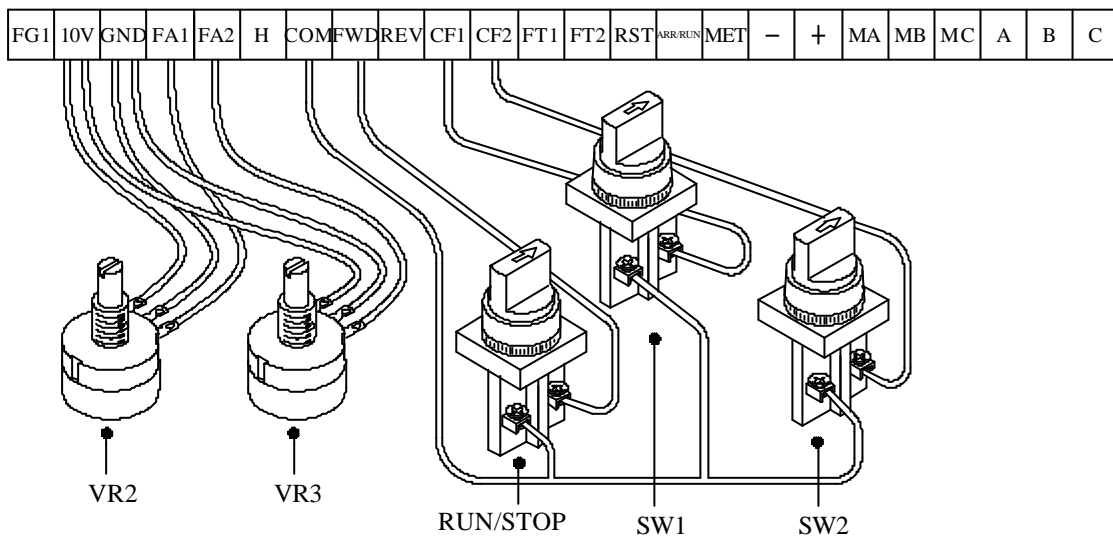 FG1 10V GND FA1 FA2 H COM FWD REV CF1 CF2 FT1 FT2 RST ARR/RUN MET − + MA MB MC A B C
VR2 VR3 RUN/STOP SW1 SW2